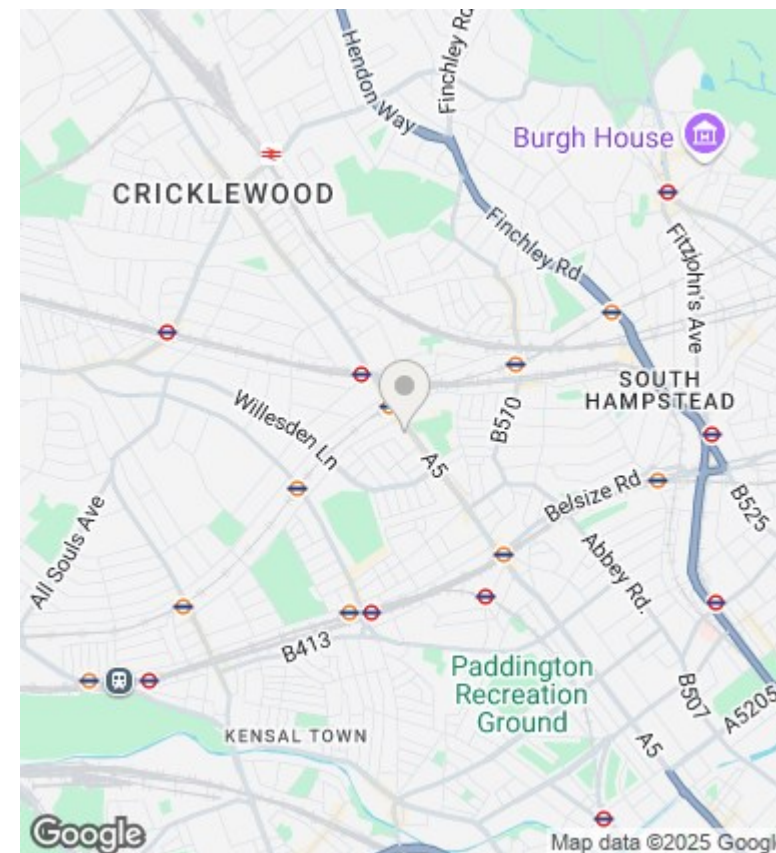 Hendon Way
Finchley Rd
Burgh House
CRICKLEWOOD
Finchley Rd
Fitzjohn's Ave
SOUTH
HAMPSTEAD
Willesden Ln
B570
A5
Belsize Rd
B525
All Souls Ave
Abbey Rd.
B413
Paddington
Recreation
Ground
B507
A5205
KENSAL TOWN
A5
Google
Map data ©2025 Googl